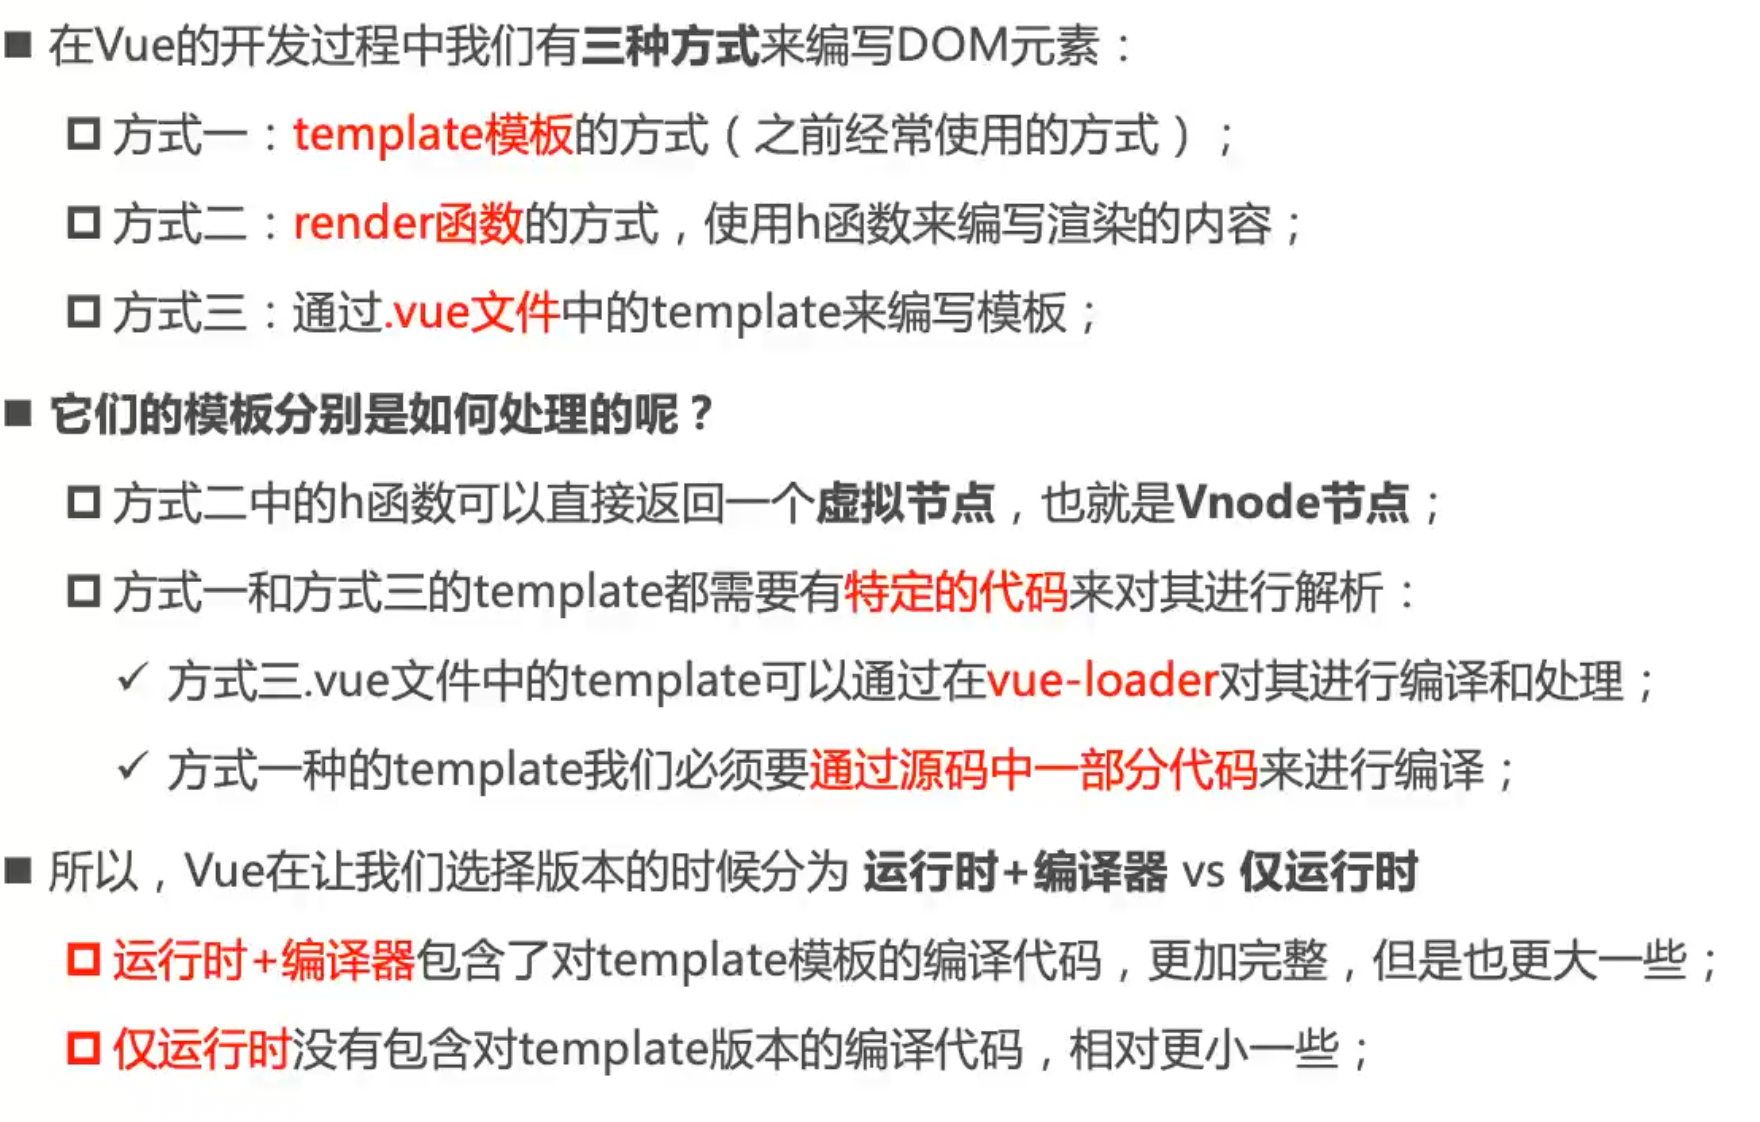 在Vue的开发过程中我们有三种方式来编写DOM元素：
方式一：template模板的方式（之前经常使用的方式）；
方式二：render函数的方式，使用h函数来编写渲染的内容；
方式三：通过.vue文件中的template来编写模板；
它们的模板分别是如何处理的呢？
方式二中的h函数可以直接返回一个虚拟节点，也就是Vnode节点；
方式一和方式三的template都需要有特定的代码来对其进行解析：
方式三.vue文件中的template可以通过在vue-loader对其进行编译和处理；
方式一种的template我们必须要通过源码中一部分代码来进行编译；
所以，Vue在让我们选择版本的时候分为 运行时+编译器 vs 仅运行时
运行时+编译器包含了对template模板的编译代码，更加完整，但是也更大一些；
仅运行时没有包含对template版本的编译代码，相对更小一些；